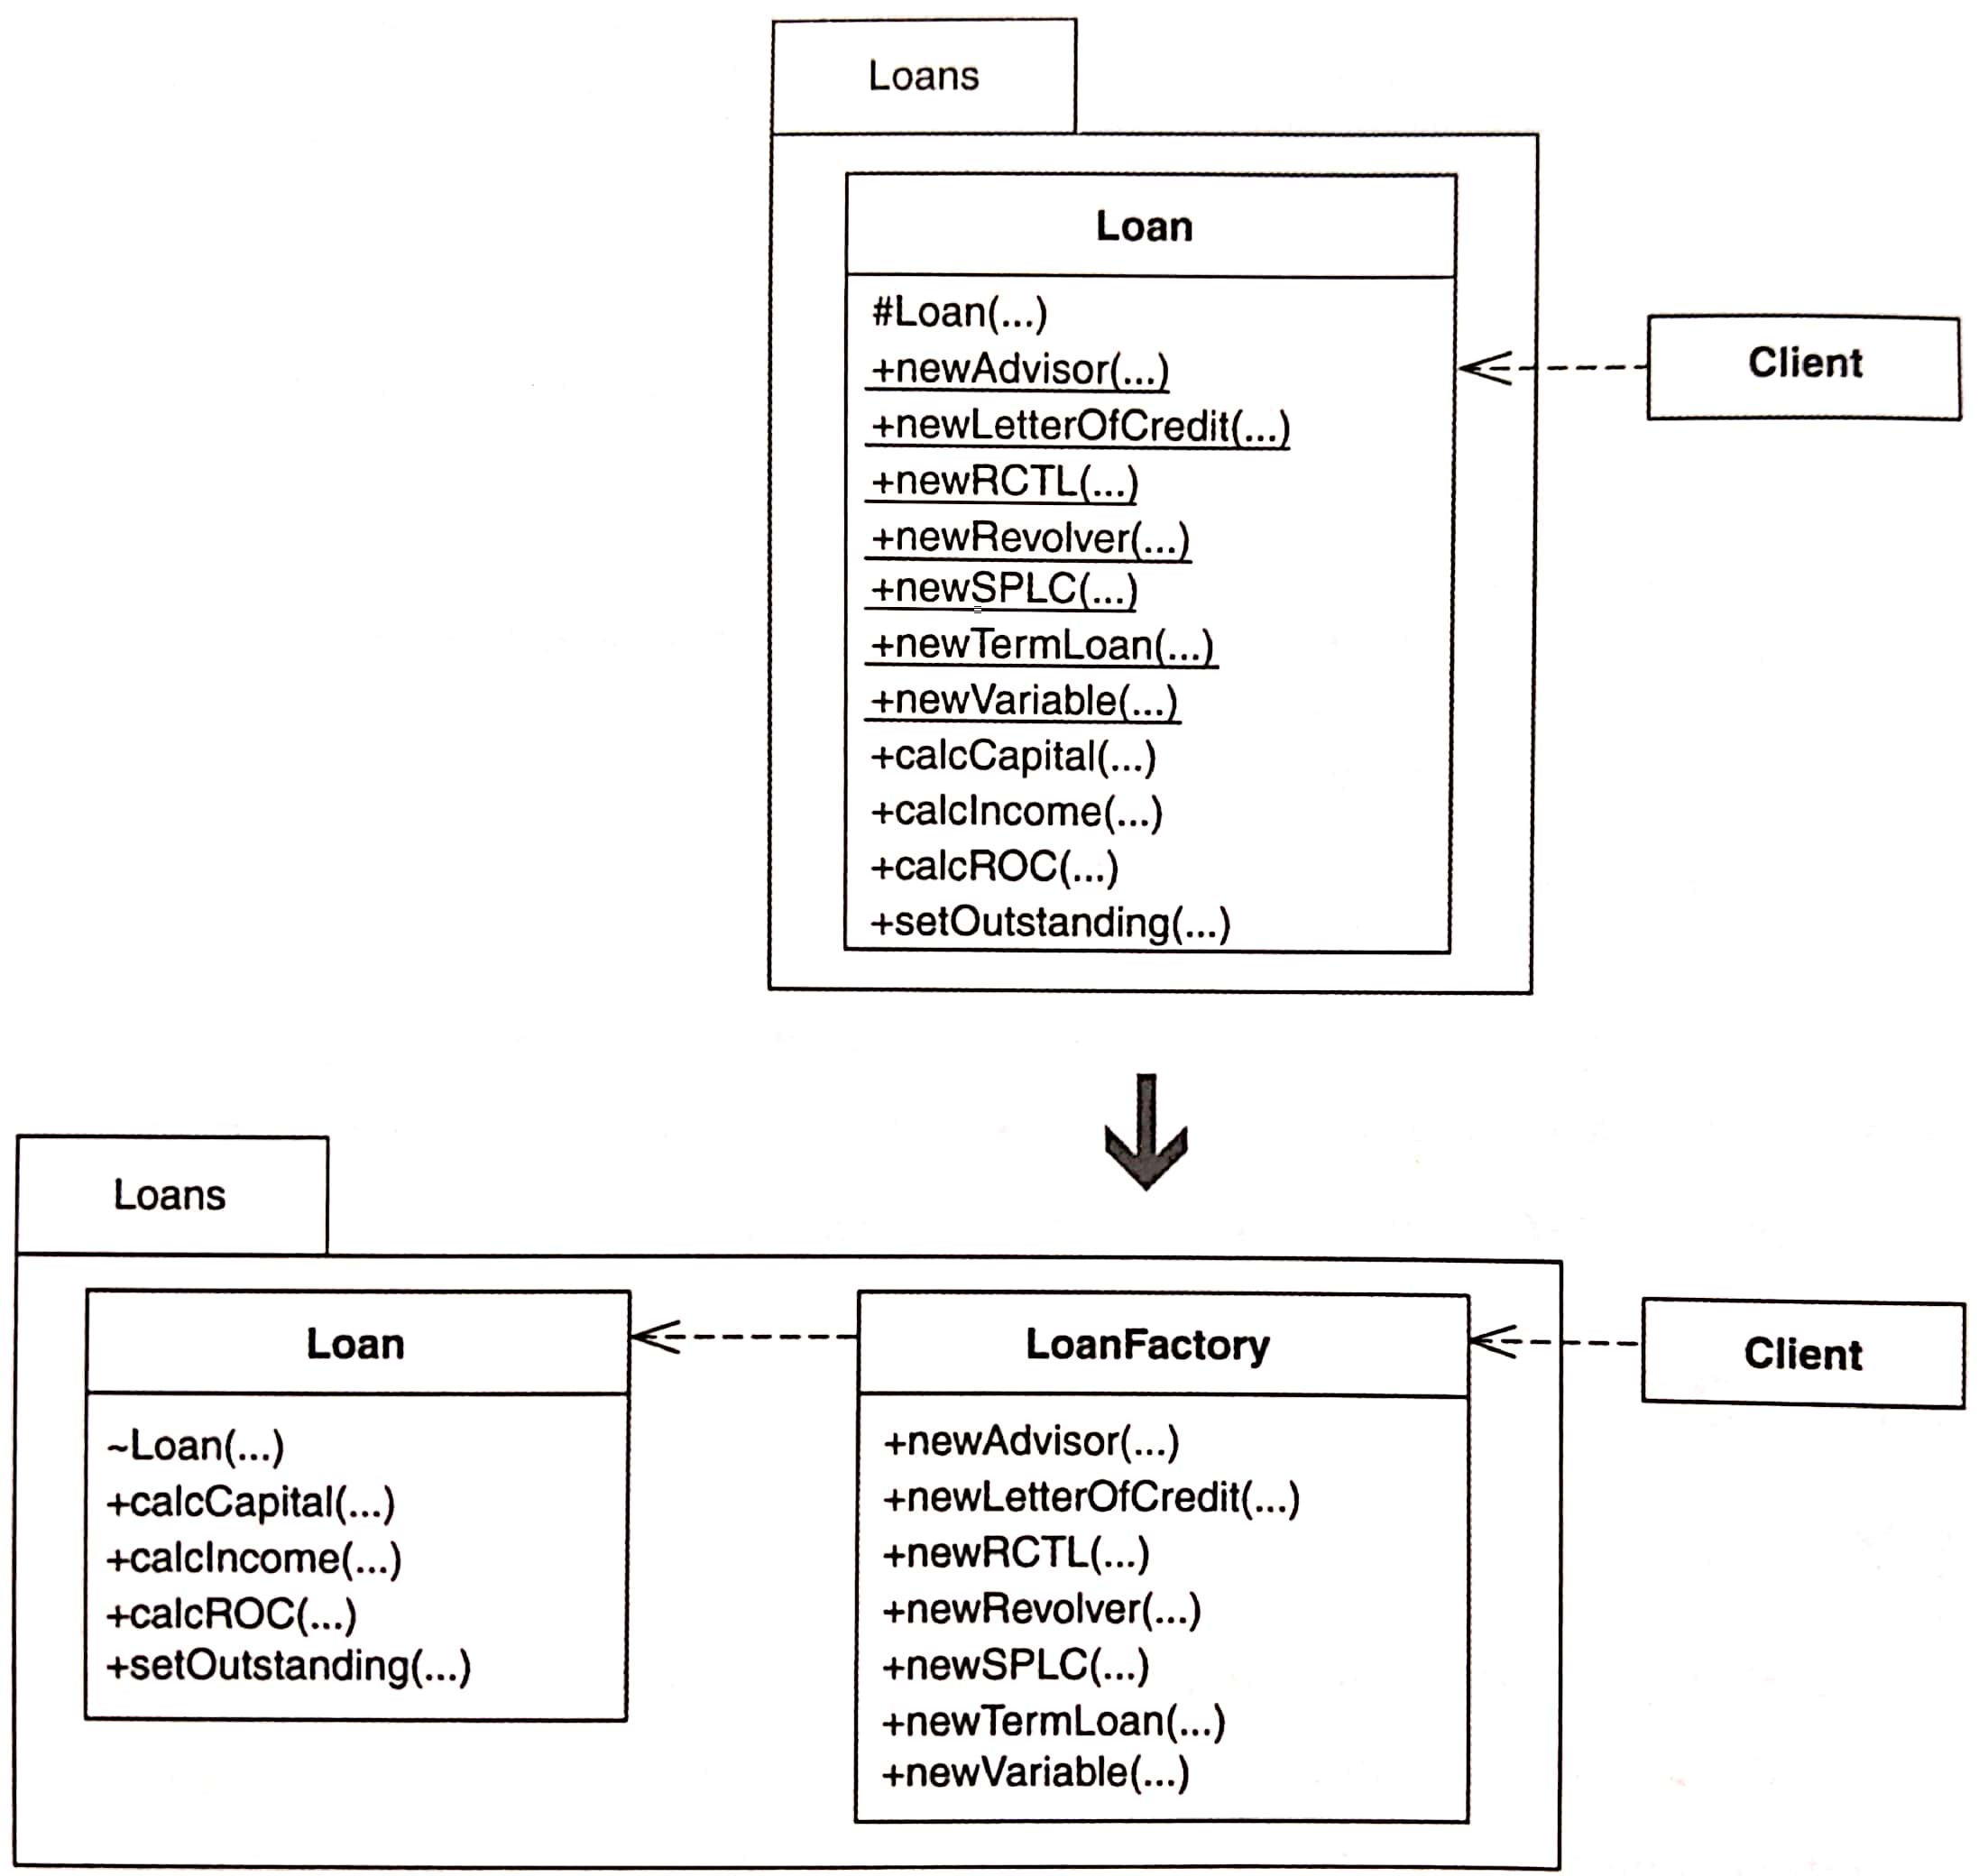 Loans
Loan
#Loan(...)
+newAdvisor(...)
+newLetterOfCredit(...)
+newRCTL(...)
+newRevolver(...)
+newSPLC(...)
+newTermLoan(...)
+newVariable(...)
+calcCapital(...)
+calcIncome(...)
+calcROC(...)
+setOutstanding(...)
Client
Loans
Loan
~Loan(...)
+calcCapital(...)
+calcIncome(...)
+calcROC(...)
+setOutstanding(...)
LoanFactory
+newAdvisor(...)
+newLetterOfCredit(...)
+newRCTL(...)
+newRevolver(...)
+newSPLC(...)
+newTermLoan(...)
+newVariable(...)
Client